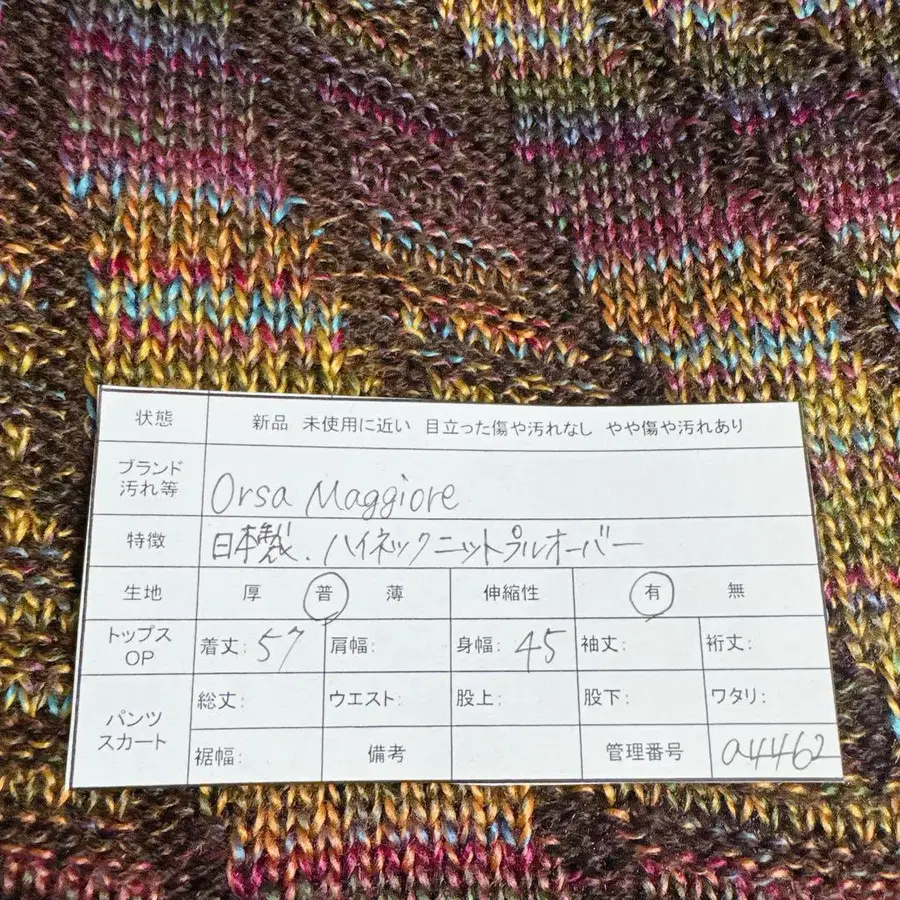 状態 新品 未使用に近い 目立った傷や汚れなし やや傷や汚れあり
ブランド
汚れ等 Orsa Maggiore
特徴 日本製. ハイネックニットプルオーバー
生地 厚 普 薄 伸縮性 有 無
トップス
OP 着丈: 57 肩幅: 身幅: 45 袖丈: 裄丈:
パンツ
スカート 総丈: ウエスト: 股上: 股下: ワタリ:
裾幅: 備考 管理番号 a4462